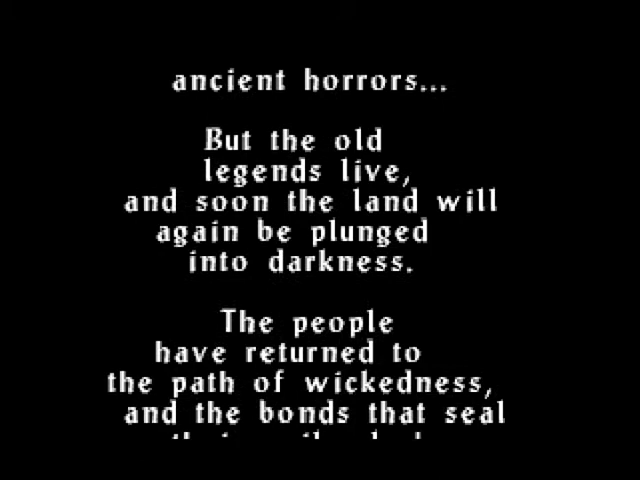 ancient horrors...
But the old
legends live,
and soon the land will
again be plunged
into darkness.
The people
have returned to
the path of wickedness,
and the bonds that seal